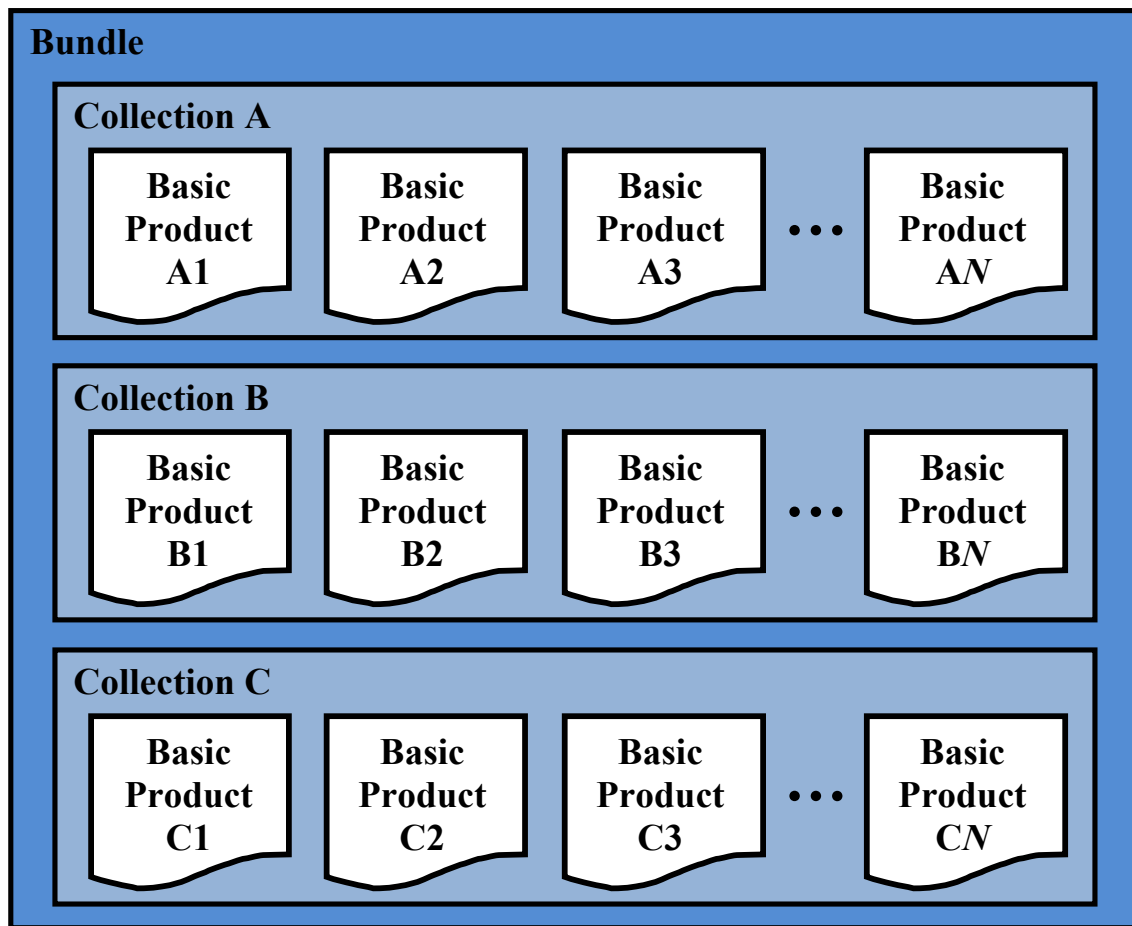 Bundle
Collection A
Basic
Product
A1
Basic
Product
A2
Basic
Product
A3
...
Basic
Product
AN
Collection B
Basic
Product
B1
Basic
Product
B2
Basic
Product
B3
...
Basic
Product
BN
Collection C
Basic
Product
C1
Basic
Product
C2
Basic
Product
C3
...
Basic
Product
CN